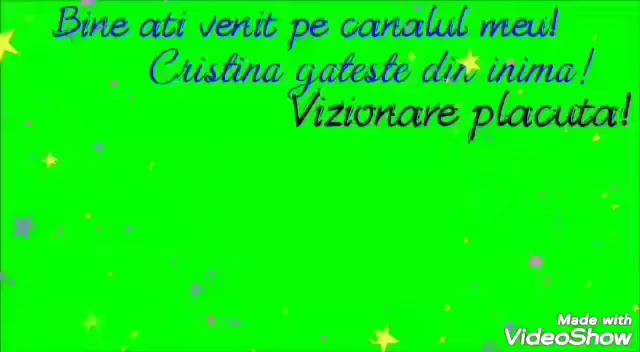 Bine ati venit pe canalul meu!
Cristina gateste din inima!
Vizionare placuta!
Made with
VideoShow